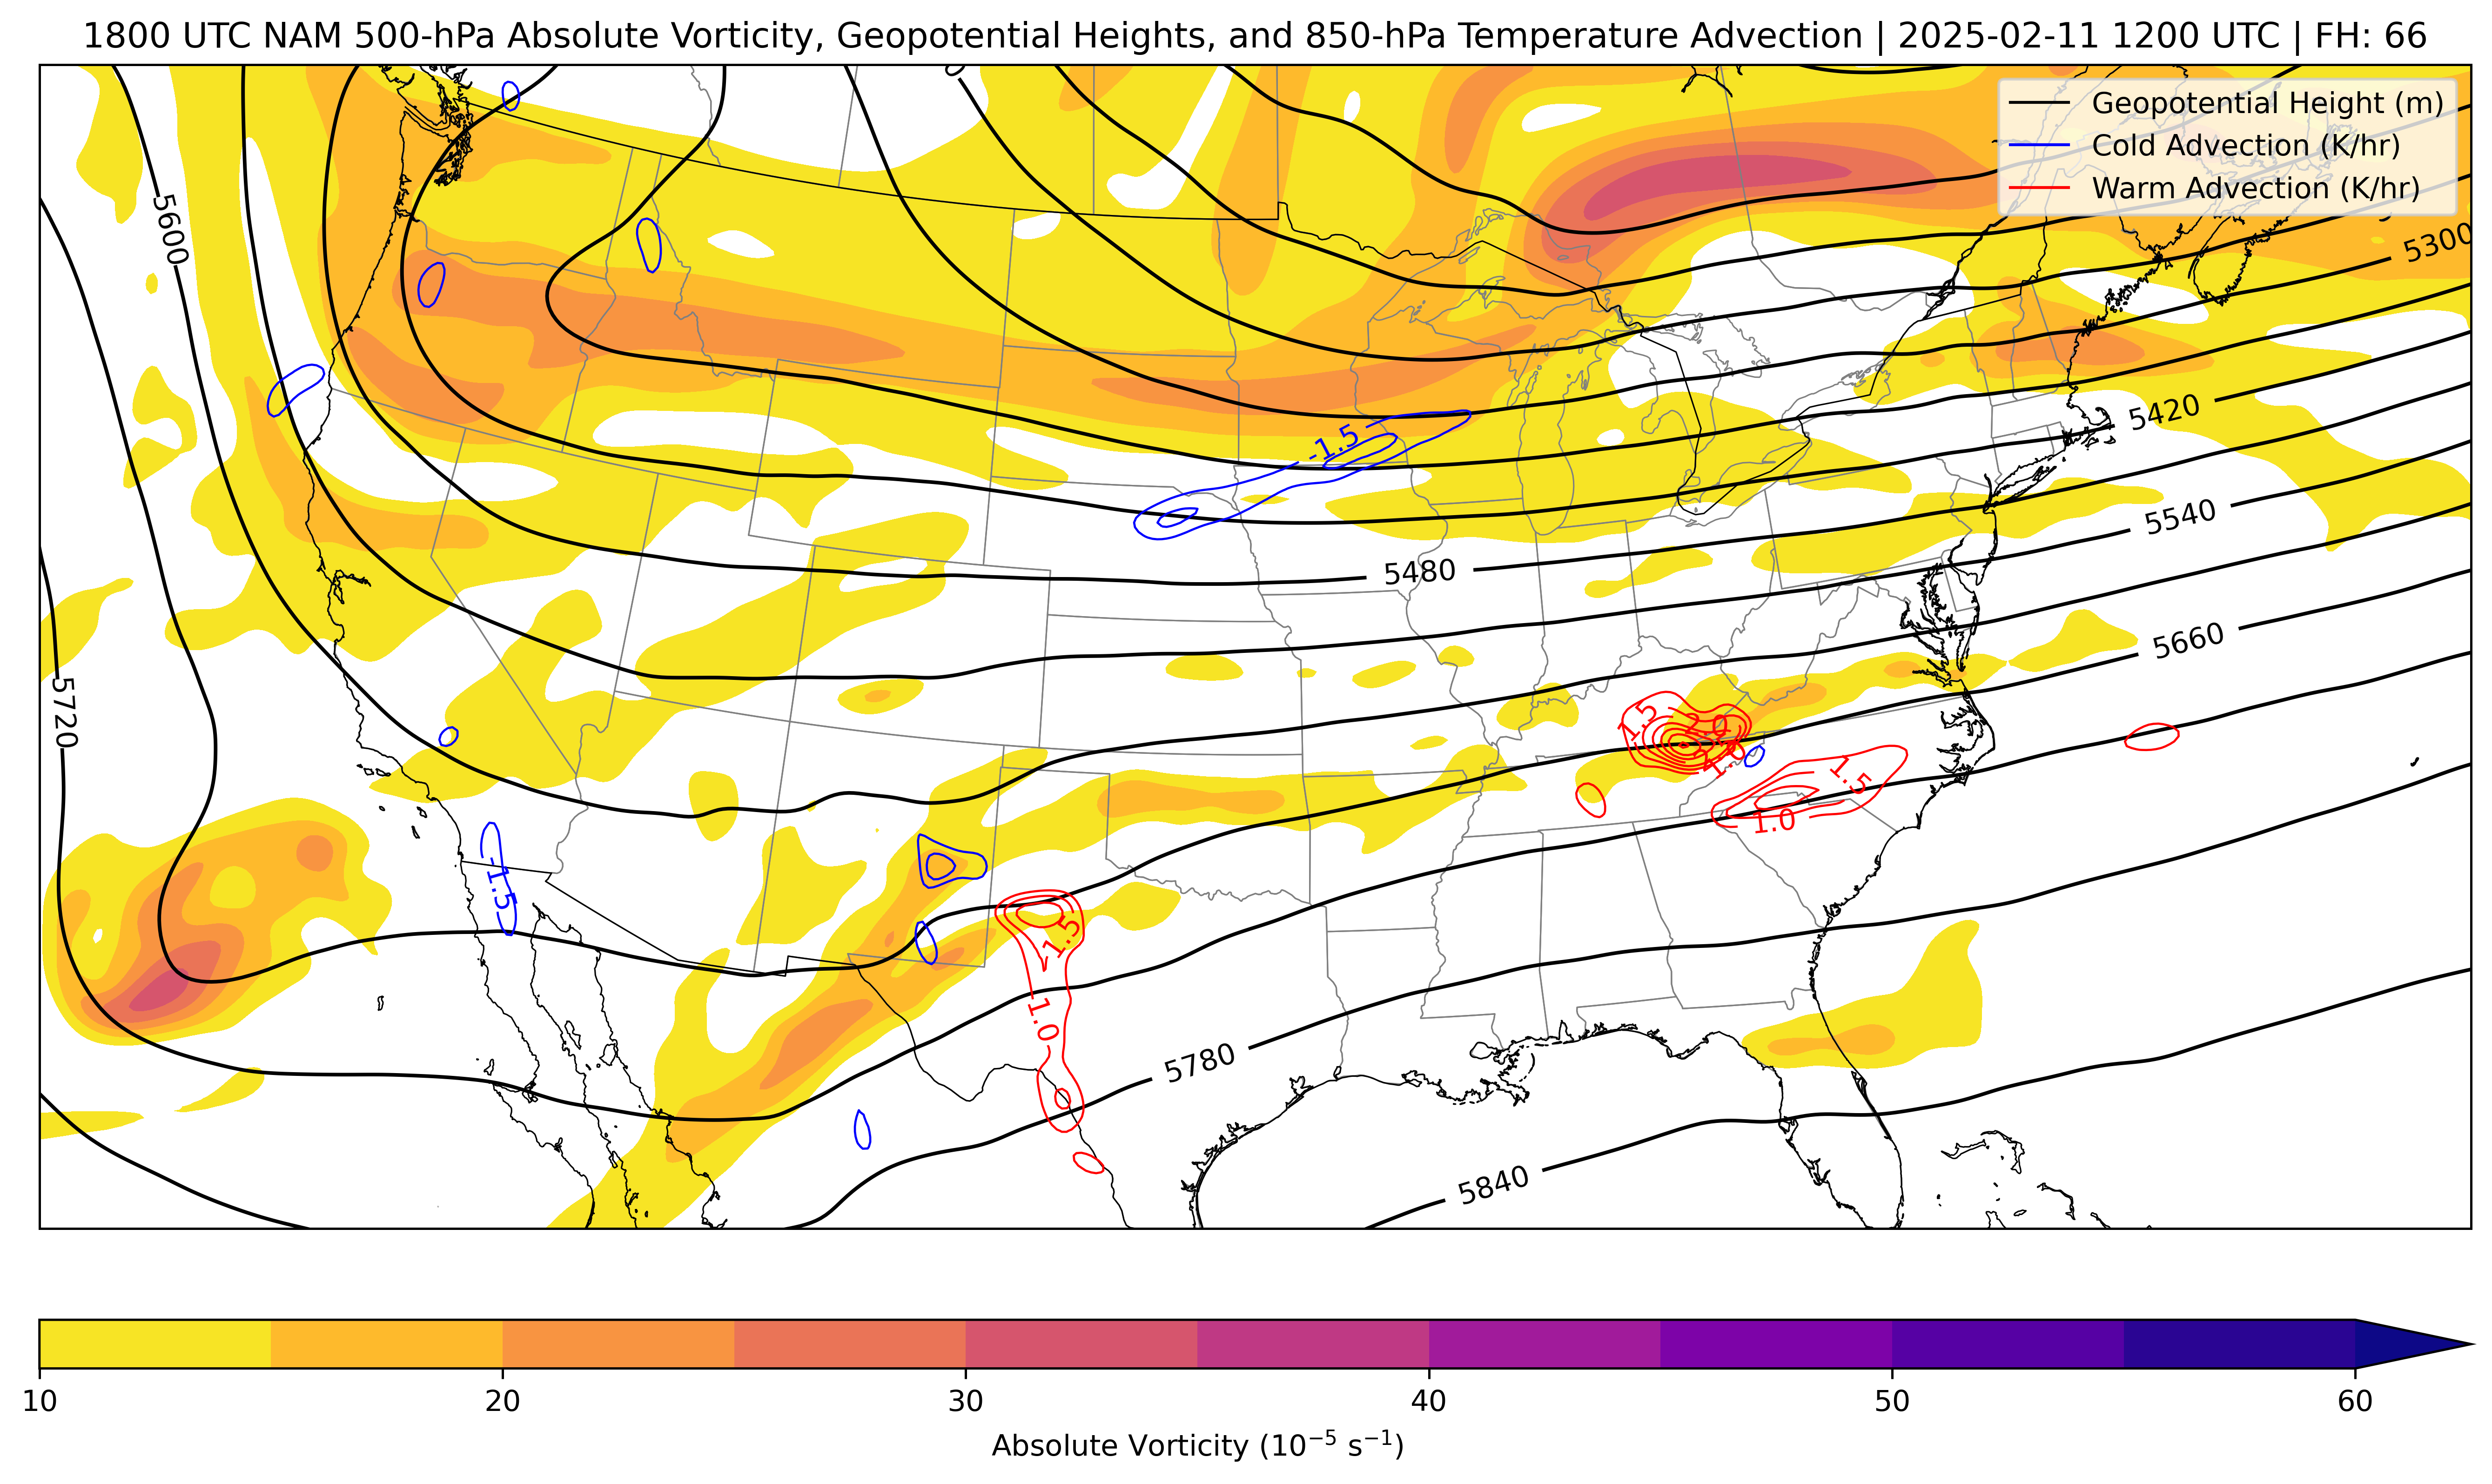 1800 UTC NAM 500-hPa Absolute Vorticity, Geopotential Heights, and 850-hPa Temperature Advection | 2025-02-11 1200 UTC | FH: 66
Geopotential Height (m)
Cold Advection (K/hr)
Warm Advection (K/hr)
5600
5300
5420
-1.5
5540
5480
5660
5720
1.5
2.0
1.5
1.0
-1.5
1.5
1.0
5780
5840
10 20 30 40 50 60
Absolute Vorticity (10⁻⁵ s⁻¹)